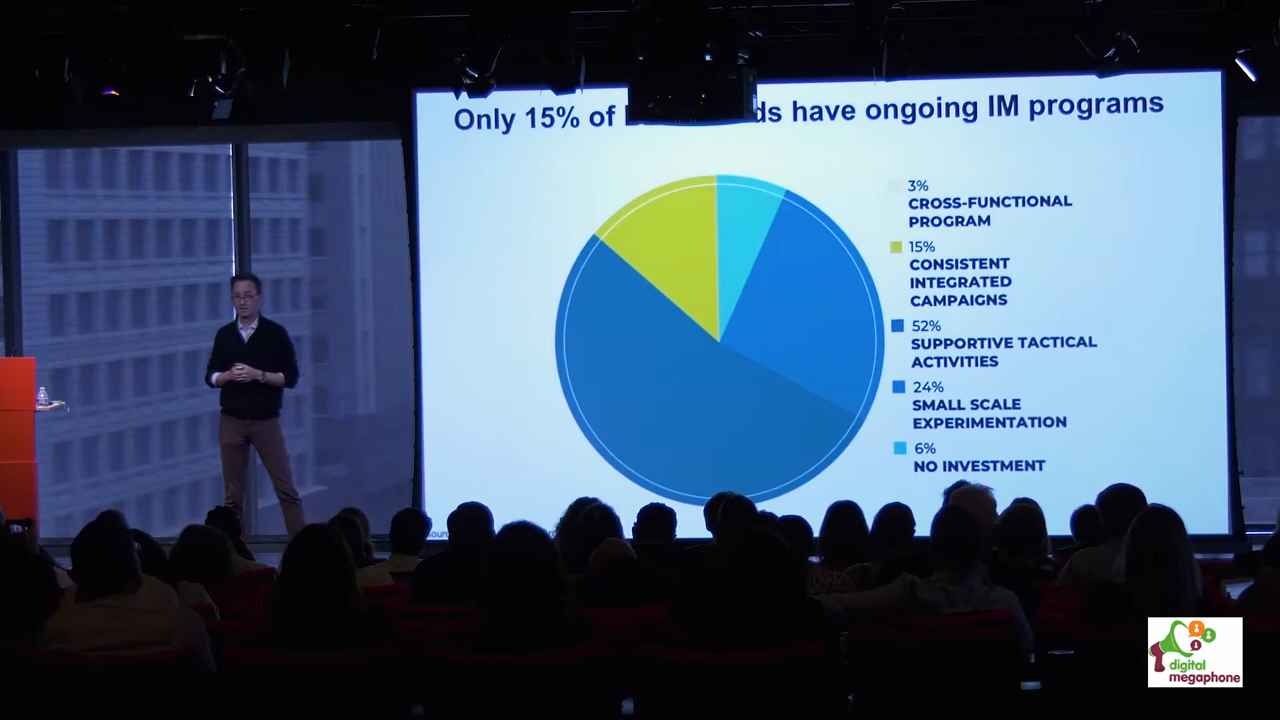 Only 15% of ds have ongoing IM programs
3%
CROSS-FUNCTIONAL
PROGRAM
15%
CONSISTENT
INTEGRATED
CAMPAIGNS
52%
SUPPORTIVE TACTICAL
ACTIVITIES
24%
SMALL SCALE
EXPERIMENTATION
6%
NO INVESTMENT
digital
megaphone